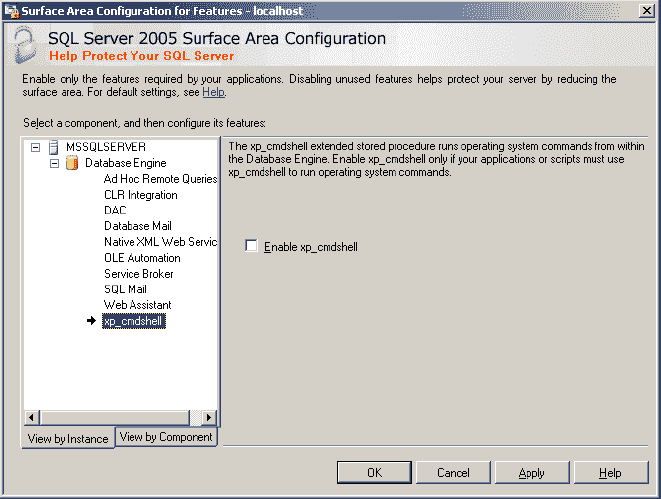 Surface Area Configuration for Features - localhost
SQL Server 2005 Surface Area Configuration
Help Protect Your SQL Server
Enable only the features required by your applications. Disabling unused features helps protect your server by reducing the
surface area. For default settings, see Help.
Select a component, and then configure its features:
MSSQLSERVER
Database Engine
Ad Hoc Remote Queries
CLR Integration
DAC
Database Mail
Native XML Web Servic
OLE Automation
Service Broker
SQL Mail
Web Assistant
xp_cmdshell
View by Instance
View by Component
The xp_cmdshell extended stored procedure runs operating system commands from within
the Database Engine. Enable xp_cmdshell only if your applications or scripts must use
xp_cmdshell to run operating system commands.
Enable xp_cmdshell
OK
Cancel
Apply
Help